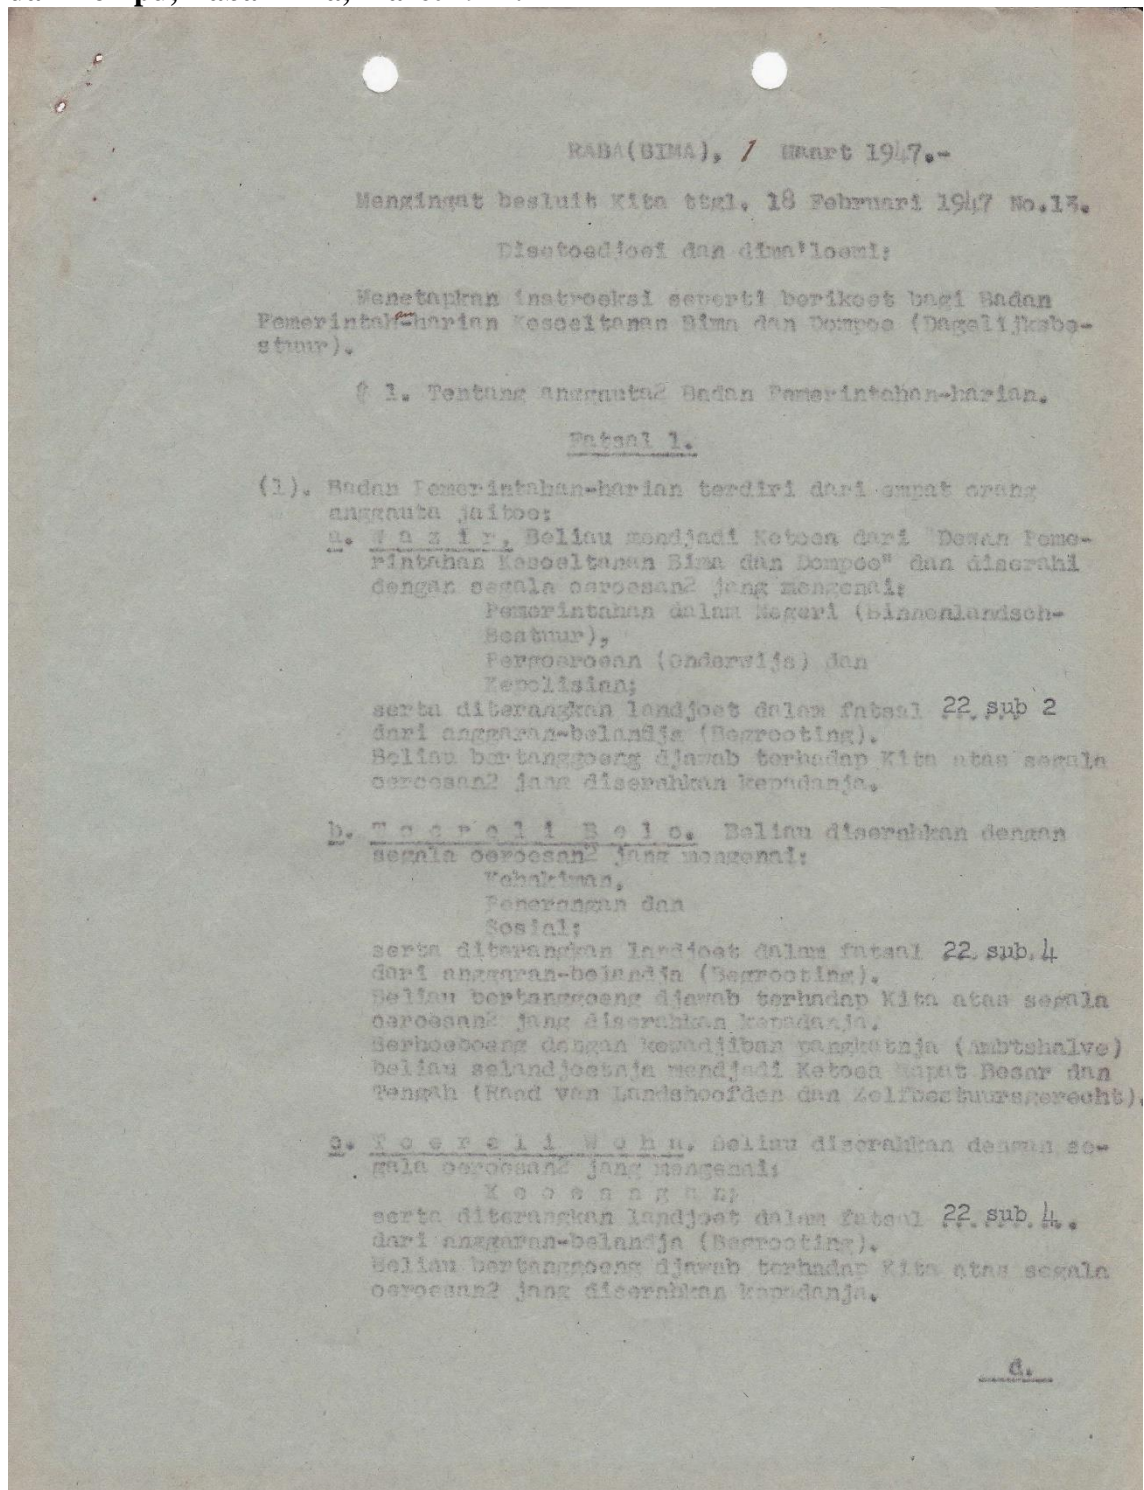 RABA(BIMA), 1 Maart 1947.-
Mengingat besluit Kita ttgl. 18 Februari 1947 No.13.
Disetoedjoei dan dima'loemi;
Menetapkan instroeksi seperti berikoet bagi Badan
Pemerintah-harian Kesoeltanan Bima dan Dompoe (Dagelijksbe-
stuur).
§ 1. Tentang anggauta2 Badan Pemerintahan-harian.
Fatsal 1.
(1). Badan Pemerintahan-harian terdiri dari empat orang
anggauta jaitoe:
a. W a z i r. Beliau mendjadi Ketoea dari "Dewan Peme-
rintahan Kesoeltanan Bima dan Dompoe" dan diserahi
dengan segala oeroesan2 jang mengenai:
Pemerintahan dalam Negeri (Binnenlandsch-
Bestuur),
Pergoeroean (Onderwijs) dan
Kepolisian;
serta diterangkan landjoet dalam fatsal 22 sub 2
dari anggaran-belandja (Begrooting).
Beliau bertanggoeng djawab terhadap Kita atas segala
oeroesan2 jang diserahkan kepadanja.
b. T o e r e l i B e l o. Beliau diserahkan dengan
segala oeroesan2 jang mengenai:
Kehakiman,
Penerangan dan
Sosial;
serta diterangkan landjoet dalam fatsal 22 sub 4
dari anggaran-belandja (Begrooting).
Beliau bertanggoeng djawab terhadap Kita atas segala
oeroesan2 jang diserahkan kepadanja.
Berhoeboeng dengan kewadjiban pangkatnja (Ambtshalve)
beliau selandjoetnja mendjadi Ketoea Rapat Besar dan
Tengah (Raad van Landshoofden dan Zelfbestuursgerecht).
c. T o e r e l i W o h a. Beliau diserahkan dengan se-
gala oeroesan2 jang mengenai:
K e o e a n g a n;
serta diterangkan landjoet dalam fatsal 22 sub 4.
dari anggaran-belandja (Begrooting).
Beliau bertanggoeng djawab terhadap Kita atas segala
oeroesan2 jang diserahkan kepadanja.
d.